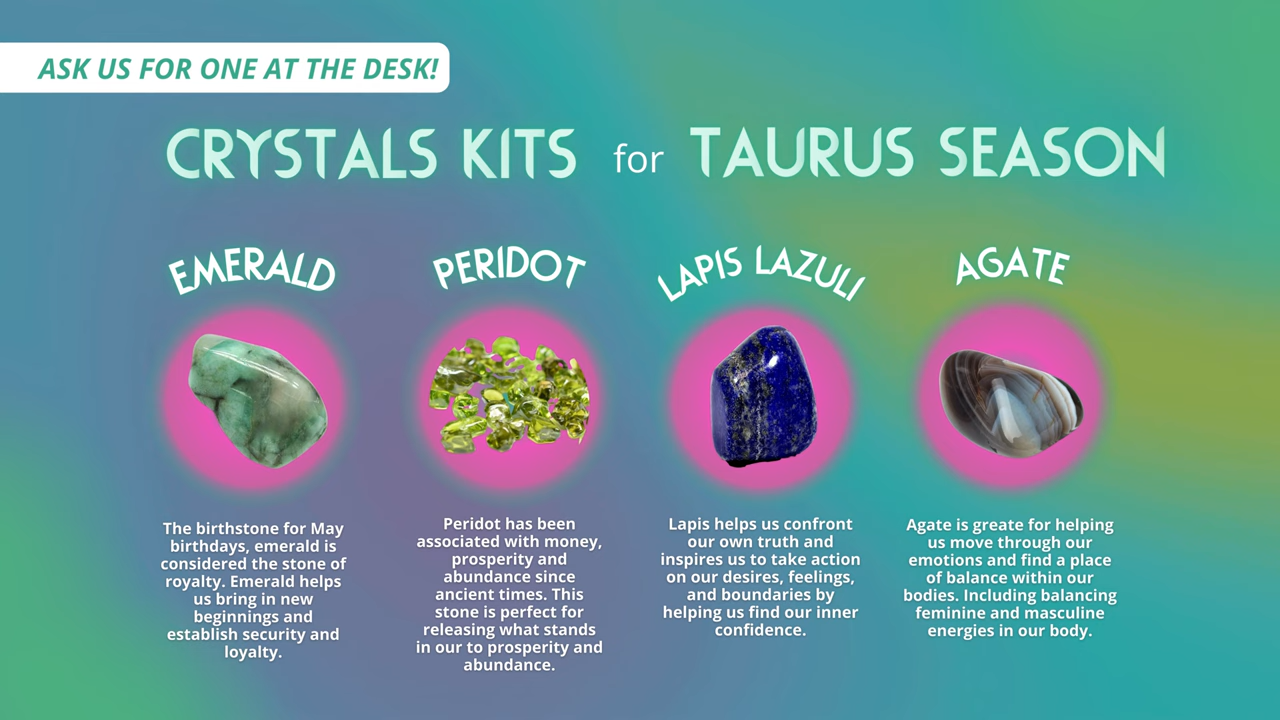 ASK US FOR ONE AT THE DESK!
CRYSTALS KITS for TAURUS SEASON
EMERALD
The birthstone for May
birthdays, emerald is
considered the stone of
royalty. Emerald helps
us bring in new
beginnings and
establish security and
loyalty.
PERIDOT
Peridot has been
associated with money,
prosperity and
abundance since
ancient times. This
stone is perfect for
releasing what stands
in our to prosperity and
abundance.
LAPIS LAZULI
Lapis helps us confront
our own truth and
inspires us to take action
on our desires, feelings,
and boundaries by
helping us find our inner
confidence.
AGATE
Agate is greate for helping
us move through our
emotions and find a place
of balance within our
bodies. Including balancing
feminine and masculine
energies in our body.